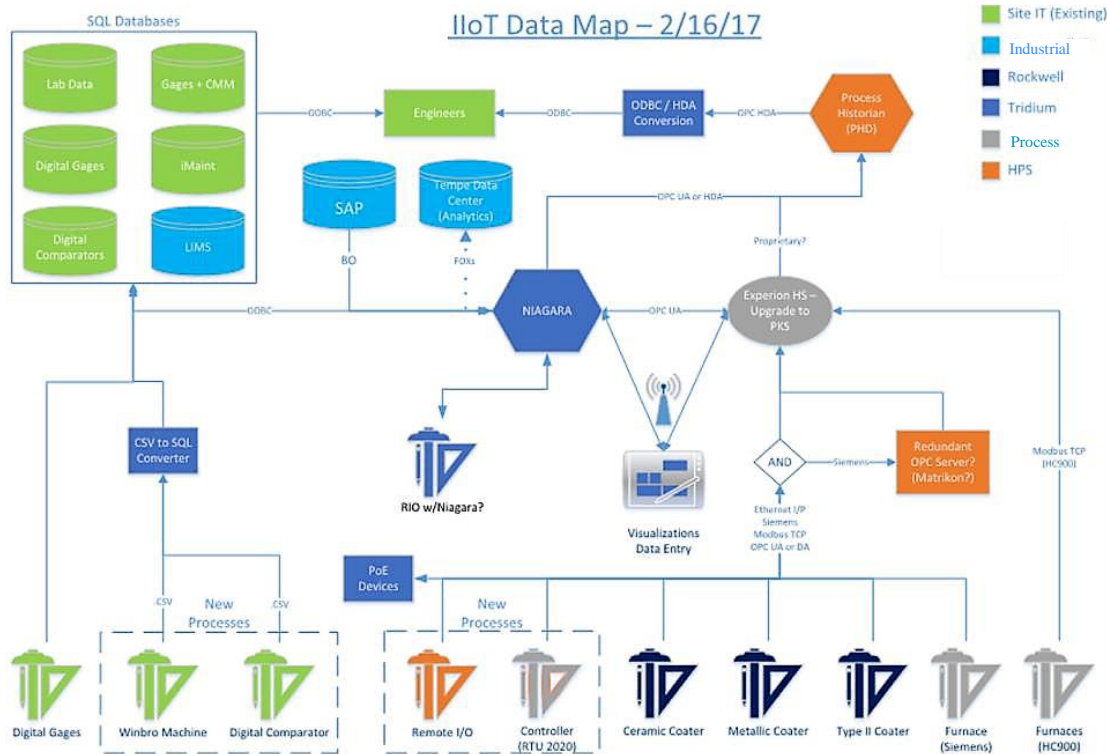 IIoT Data Map – 2/16/17
SQL Databases
Lab Data
Gages + CMM
Digital Gages
iMaint
Digital
Comparators
LIMS
ODBC
Engineers
ODBC
ODBC / HDA
Conversion
OPC HDA
Process
Historian
(PHD)
Site IT (Existing)
Industrial
Rockwell
Tridium
Process
HPS
SAP
Tempe Data
Center
(Analytics)
BO
FOXs
OPC UA or HDA
Proprietary?
ODBC
NIAGARA
OPC UA
Experion HS –
Upgrade to
PKS
CSV to SQL
Converter
RIO w/Niagara?
Visualizations
Data Entry
AND
Siemens
Redundant
OPC Server?
(Matrikon?)
Modbus TCP
(HC900)
Ethernet I/P
Siemens
Modbus TCP
OPC UA or DA
PoE
Devices
.CSV
.CSV
New
Processes
New
Processes
Digital Gages
Winbro Machine
Digital Comparator
Remote I/O
Controller
(RTU 2020)
Ceramic Coater
Metallic Coater
Type II Coater
Furnace
(Siemens)
Furnaces
(HC900)